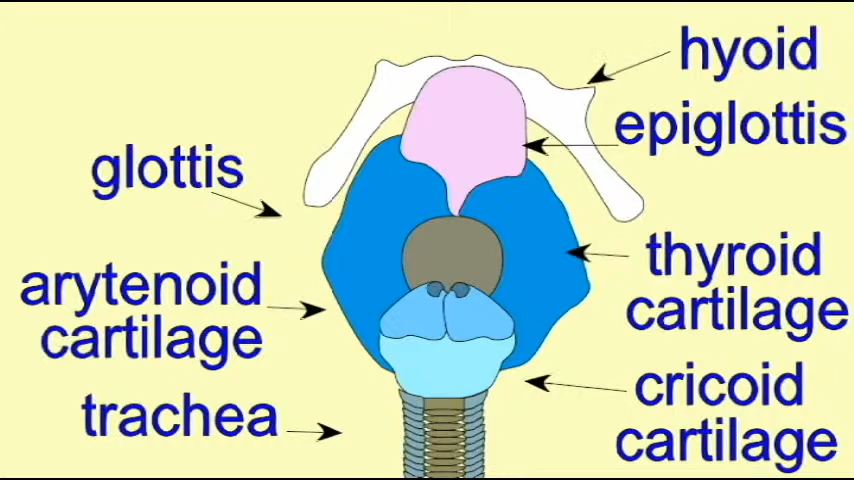 hyoid
epiglottis
glottis
thyroid
cartilage
arytenoid
cartilage
cricoid
cartilage
trachea